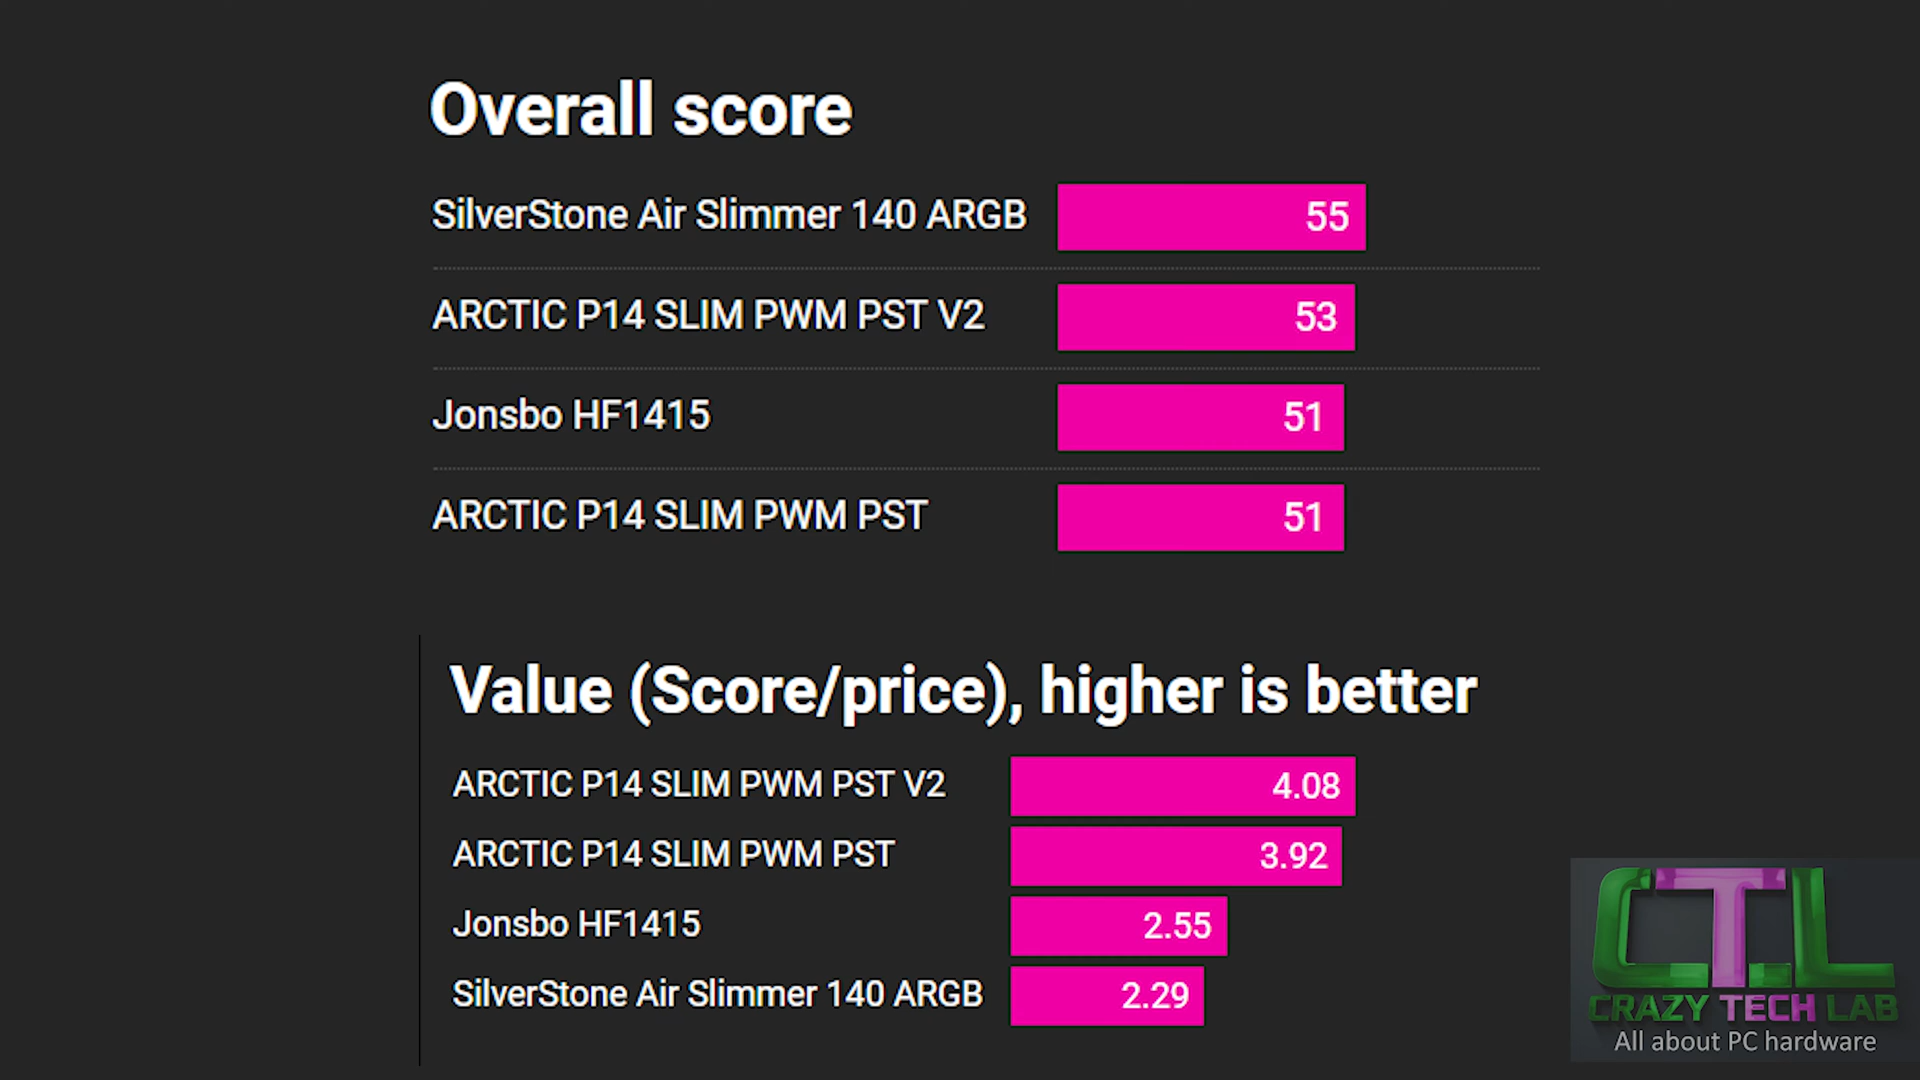 Overall score
SilverStone Air Slimmer 140 ARGB 55
ARCTIC P14 SLIM PWM PST V2 53
Jonsbo HF1415 51
ARCTIC P14 SLIM PWM PST 51
Value (Score/price), higher is better
ARCTIC P14 SLIM PWM PST V2 4.08
ARCTIC P14 SLIM PWM PST 3.92
Jonsbo HF1415 2.55
SilverStone Air Slimmer 140 ARGB 2.29
CTL
CRAZY TECH LAB
All about PC hardware